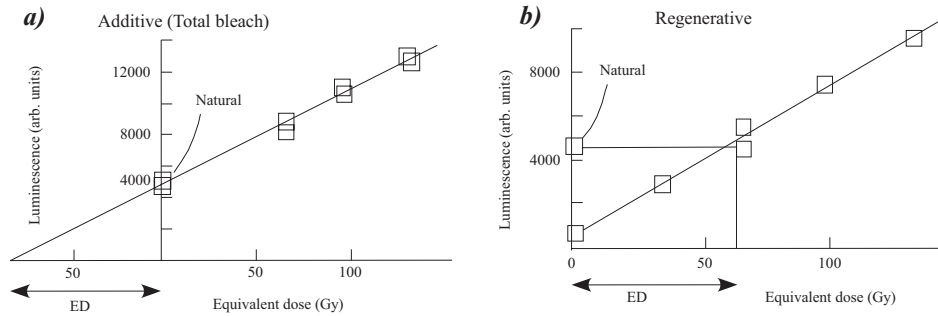 a)
Additive (Total bleach)
Luminescence (arb. units)
12000
8000
4000
Natural
50
50
100
ED
Equivalent dose (Gy)
b)
Regenerative
Luminescence (arb. units)
8000
4000
Natural
0
50
100
ED
Equivalent dose (Gy)